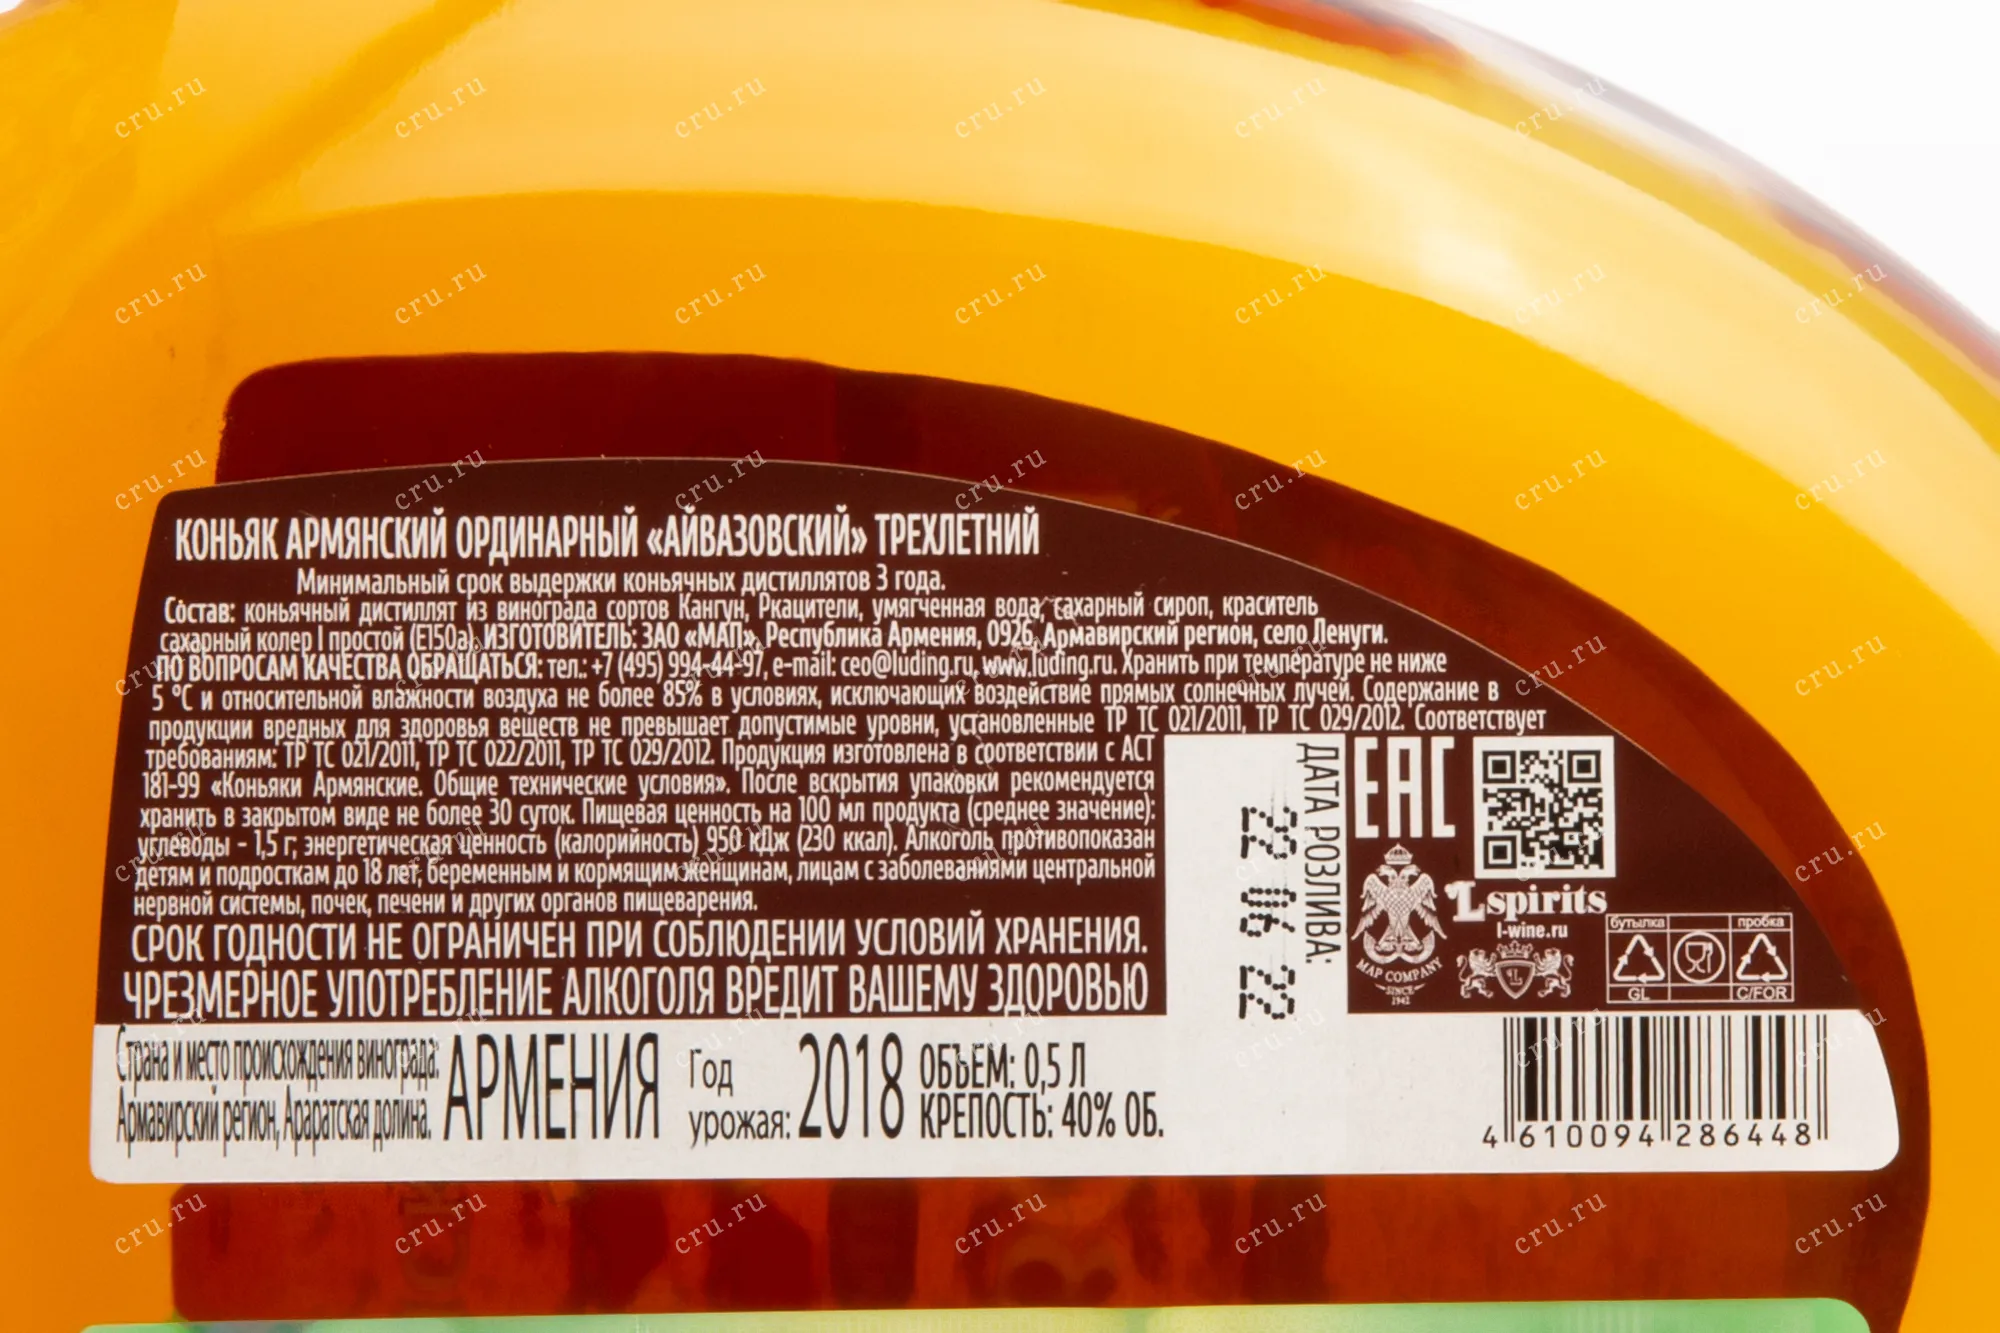 КОНЬЯК АРМЯНСКИЙ ОРДИНАРНЫЙ «АЙВАЗОВСКИЙ» ТРЕХЛЕТНИЙ
Минимальный срок выдержки коньячных дистиллятов 3 года.
Состав: коньячный дистиллят из винограда сортов Кангун, Ркацители, умягченная вода, сахарный сироп, краситель
сахарный колер I простой (Е150а). ИЗГОТОВИТЕЛЬ: ЗАО «МАП», Республика Армения, 0926, Армавирский регион, село Ленуги.
ПО ВОПРОСАМ КАЧЕСТВА ОБРАЩАТЬСЯ: тел.: +7 (495) 994-44-97, e-mail: ceo@luding.ru, www.luding.ru. Хранить при температуре не ниже
5 °С и относительной влажности воздуха не более 85% в условиях, исключающих воздействие прямых солнечных лучей. Содержание в
продукции вредных для здоровья веществ не превышает допустимые уровни, установленные ТР ТС 021/2011, ТР ТС 029/2012. Соответствует
требованиям: ТР ТС 021/2011, ТР ТС 022/2011, ТР ТС 029/2012. Продукция изготовлена в соответствии с АСТ
181-99 «Коньяки Армянские. Общие технические условия». После вскрытия упаковки рекомендуется
хранить в закрытом виде не более 30 суток. Пищевая ценность на 100 мл продукта (среднее значение):
углеводы – 1,5 г; энергетическая ценность (калорийность) 950 кДж (230 ккал). Алкоголь противопоказан
детям и подросткам до 18 лет, беременным и кормящим женщинам, лицам с заболеваниями центральной
нервной системы, почек, печени и других органов пищеварения.
СРОК ГОДНОСТИ НЕ ОГРАНИЧЕН ПРИ СОБЛЮДЕНИИ УСЛОВИЙ ХРАНЕНИЯ.
ЧРЕЗМЕРНОЕ УПОТРЕБЛЕНИЕ АЛКОГОЛЯ ВРЕДИТ ВАШЕМУ ЗДОРОВЬЮ
ДАТА РОЗЛИВА:
EAC
MAP COMPANY
SINCE
1942
Lspirits
l-wine.ru
бутылка
пробка
GL
C/FOR
Страна и место происхождения винограда:
Армавирский регион, Араратская долина.
АРМЕНИЯ
Год
урожая:
2018
ОБЪЕМ: 0,5 Л
КРЕПОСТЬ: 40% ОБ.
4 610094 286448
cru.ru